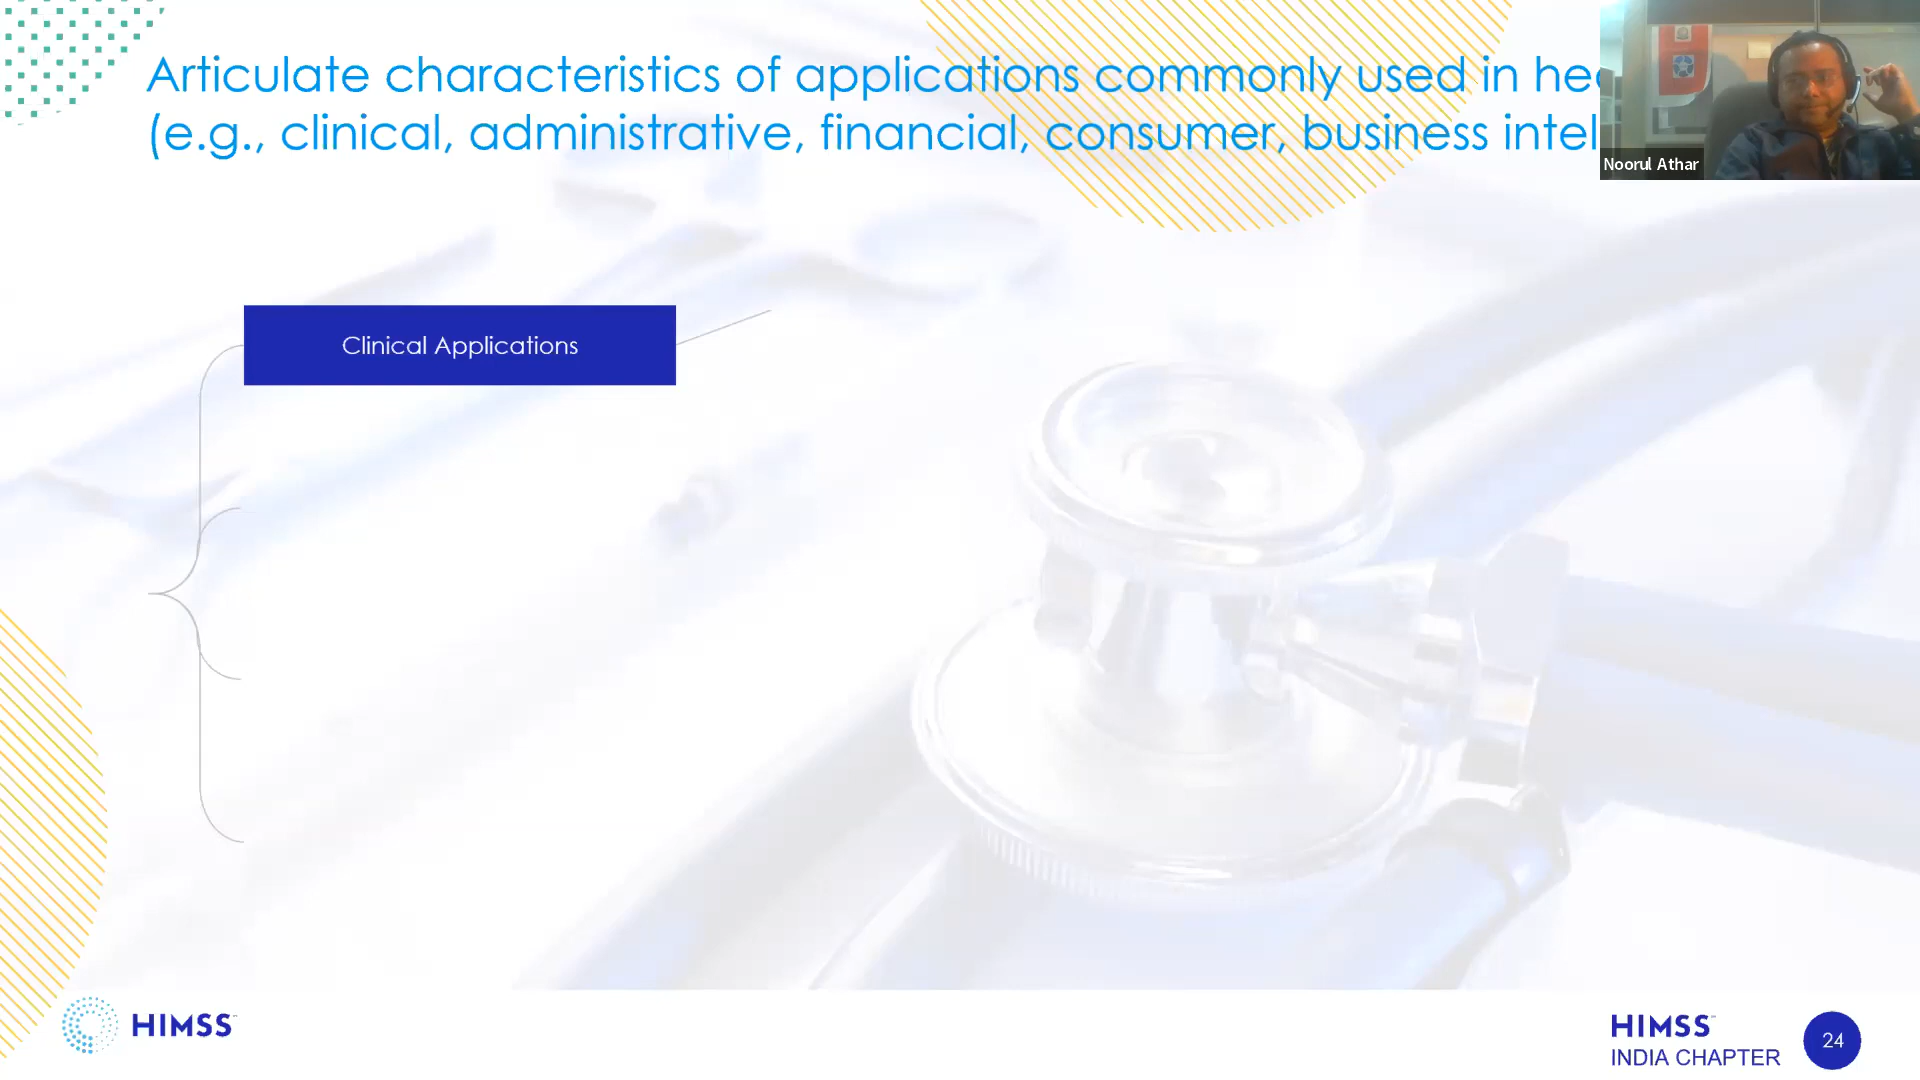 Articulate characteristics of applications commonly used in hea
(e.g., clinical, administrative, financial, consumer, business intel
Noorul Athar
Clinical Applications
HIMSS
HIMSS
INDIA CHAPTER
24